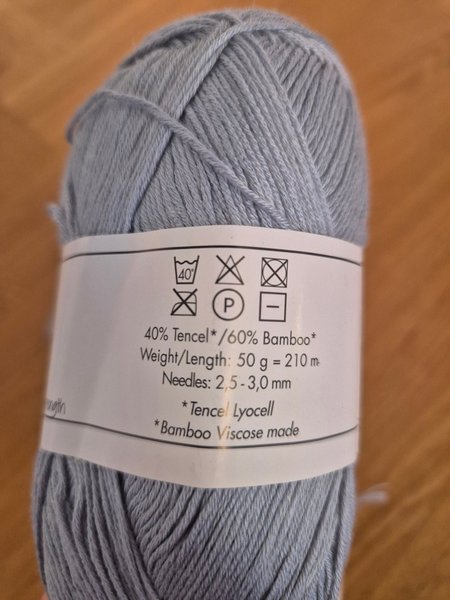 40°
P
40% Tencel*/60% Bamboo*
Weight/Length: 50 g = 210 m
Needles: 2,5 - 3,0 mm
*Tencel Lyocell
*Bamboo Viscose made